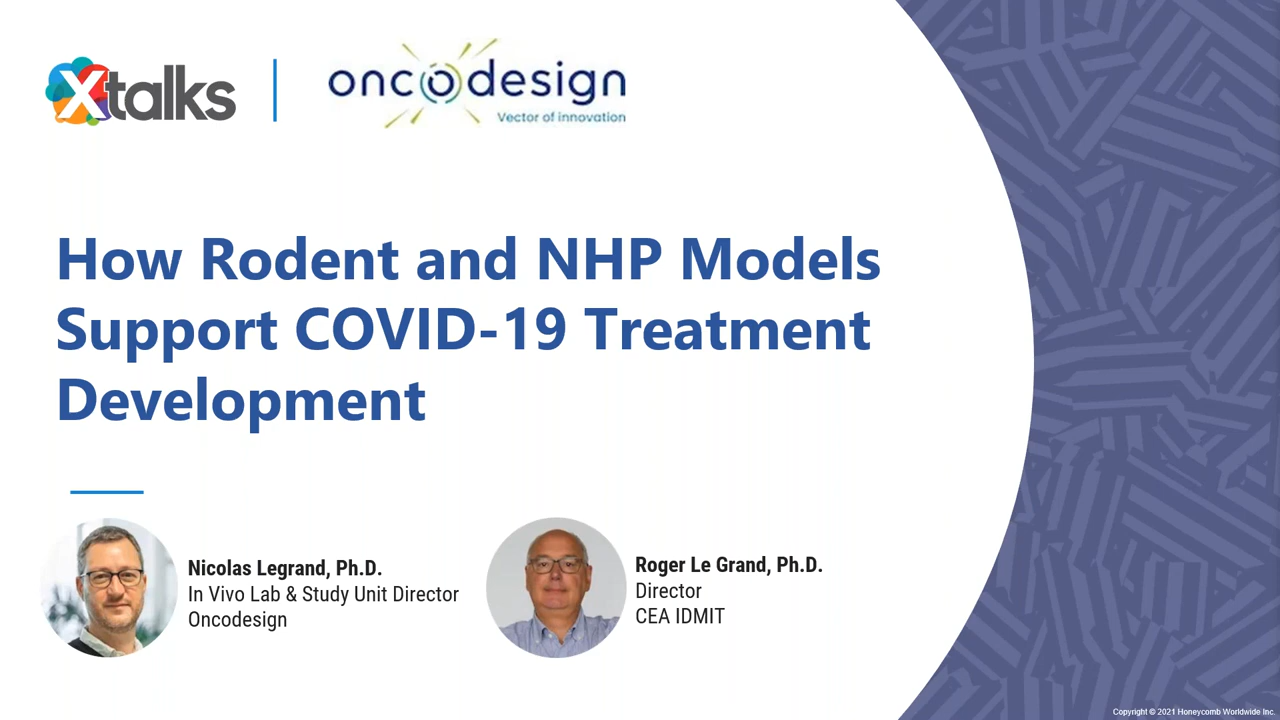 Xtalks
oncodesign
Vector of innovation
How Rodent and NHP Models
Support COVID-19 Treatment
Development
Nicolas Legrand, Ph.D.
In Vivo Lab & Study Unit Director
Oncodesign
Roger Le Grand, Ph.D.
Director
CEA IDMIT
Copyright © 2021 Honeycomb Worldwide Inc.